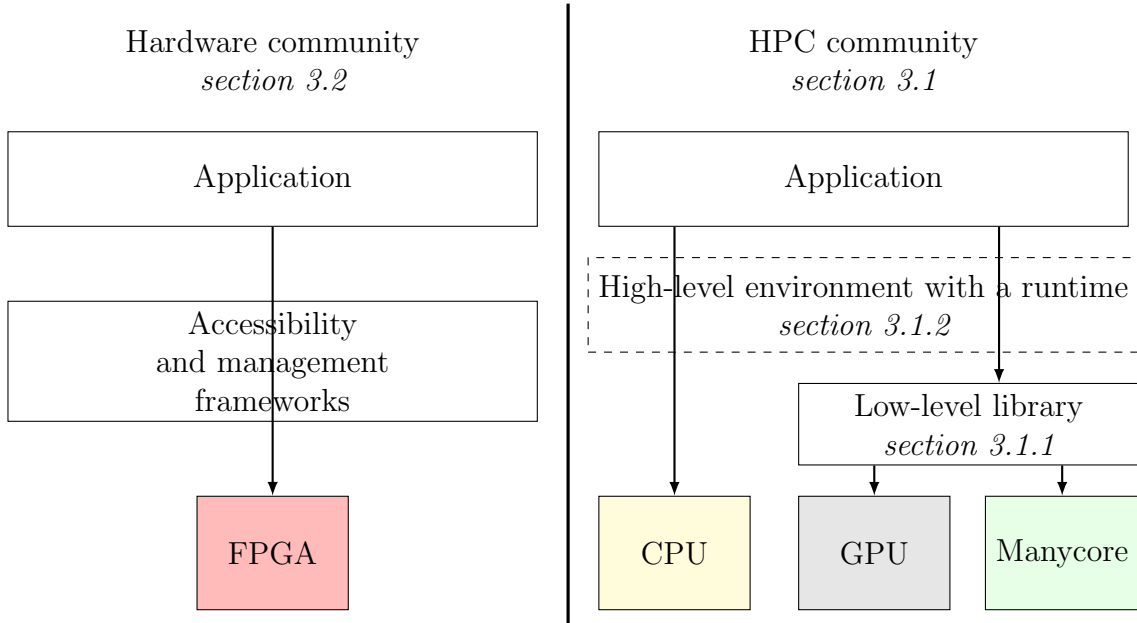 Hardware community
section 3.2
Application
Accessibility
and management
frameworks
FPGA
HPC community
section 3.1
Application
High-level environment with a runtime
section 3.1.2
Low-level library
section 3.1.1
CPU
GPU
Manycore